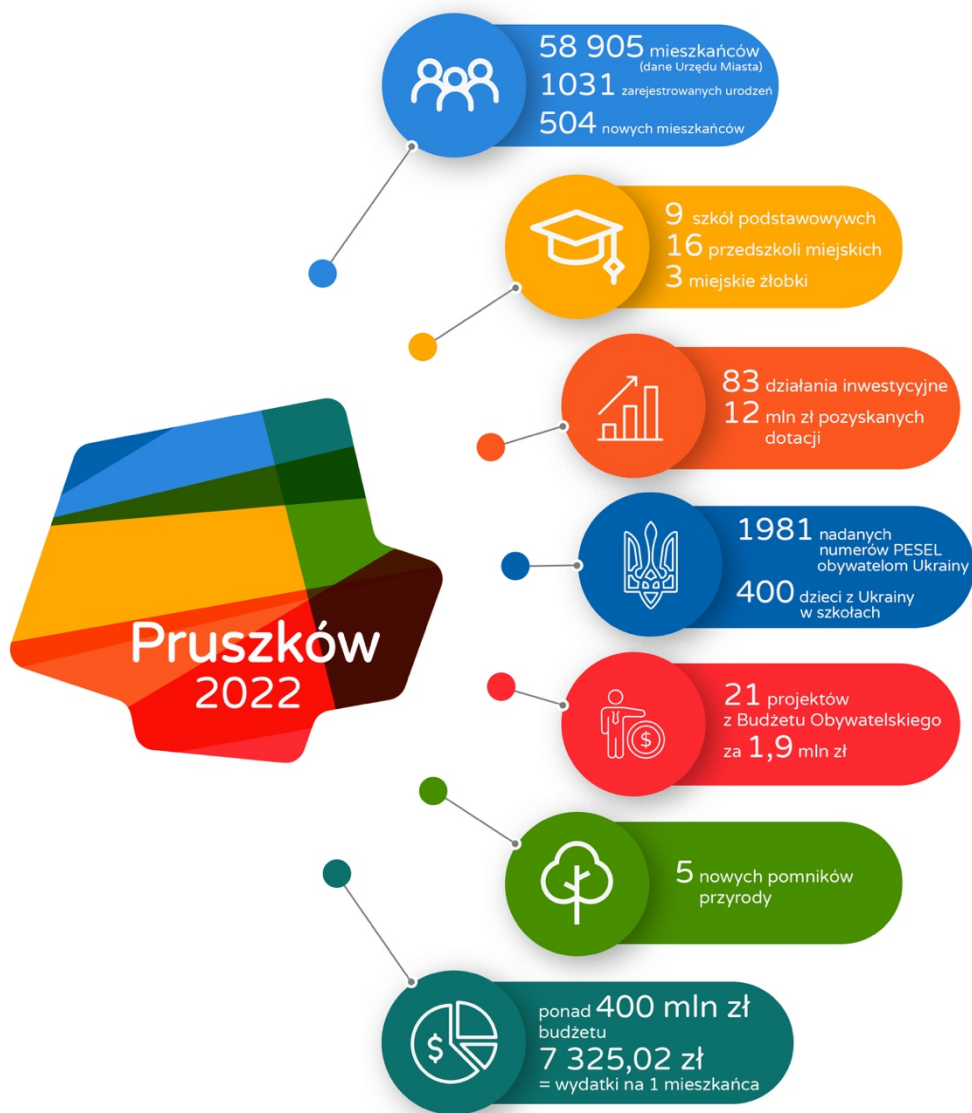 58 905 mieszkańców
(dane Urzędu Miasta)
1031 zarejestrowanych urodzeń
504 nowych mieszkańców
9 szkół podstawowywch
16 przedszkoli miejskich
3 miejskie żłobki
83 działania inwestycyjne
12 mln zł pozyskanych
dotacji
1981 nadanych
numerów PESEL
obywatelom Ukrainy
400 dzieci z Ukrainy
w szkołach
Pruszków
2022
21 projektów
z Budżetu Obywatelskiego
za 1,9 mln zł
$
5 nowych pomników
przyrody
ponad 400 mln zł
budżetu
$
7 325,02 zł
= wydatki na 1 mieszkańca